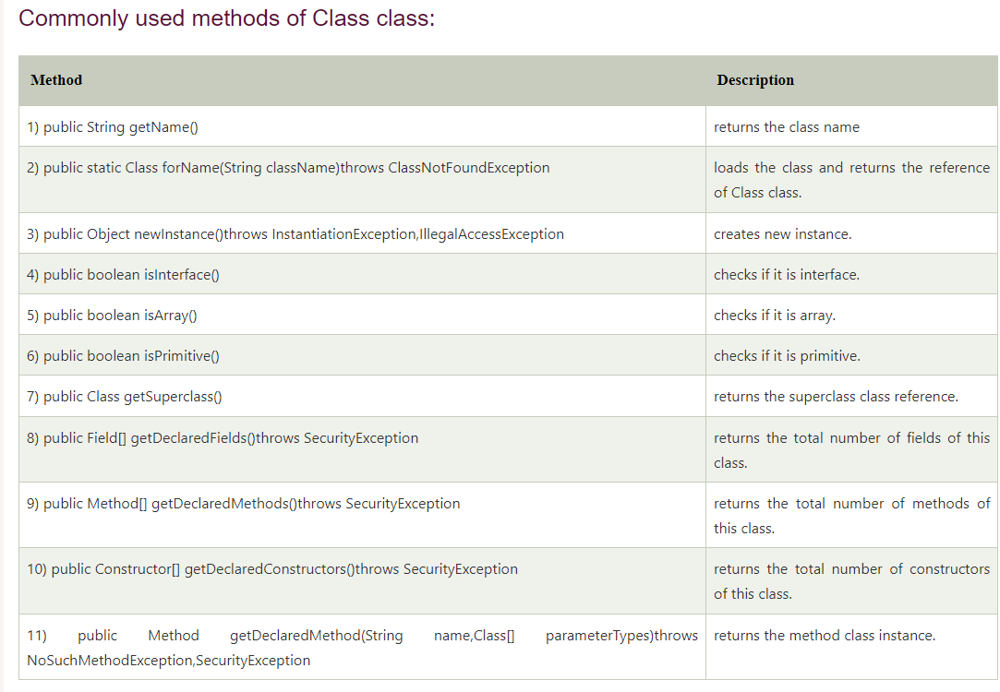 Commonly used methods of Class class:
Method Description
1) public String getName() returns the class name
2) public static Class forName(String className)throws ClassNotFoundException loads the class and returns the reference
of Class class.
3) public Object newInstance()throws InstantiationException,IllegalAccessException creates new instance.
4) public boolean isInterface() checks if it is interface.
5) public boolean isArray() checks if it is array.
6) public boolean isPrimitive() checks if it is primitive.
7) public Class getSuperclass() returns the superclass class reference.
8) public Field[] getDeclaredFields()throws SecurityException returns the total number of fields of this
class.
9) public Method[] getDeclaredMethods()throws SecurityException returns the total number of methods of
this class.
10) public Constructor[] getDeclaredConstructors()throws SecurityException returns the total number of constructors
of this class.
11) public Method getDeclaredMethod(String name,Class[] parameterTypes)throws returns the method class instance.
NoSuchMethodException,SecurityException